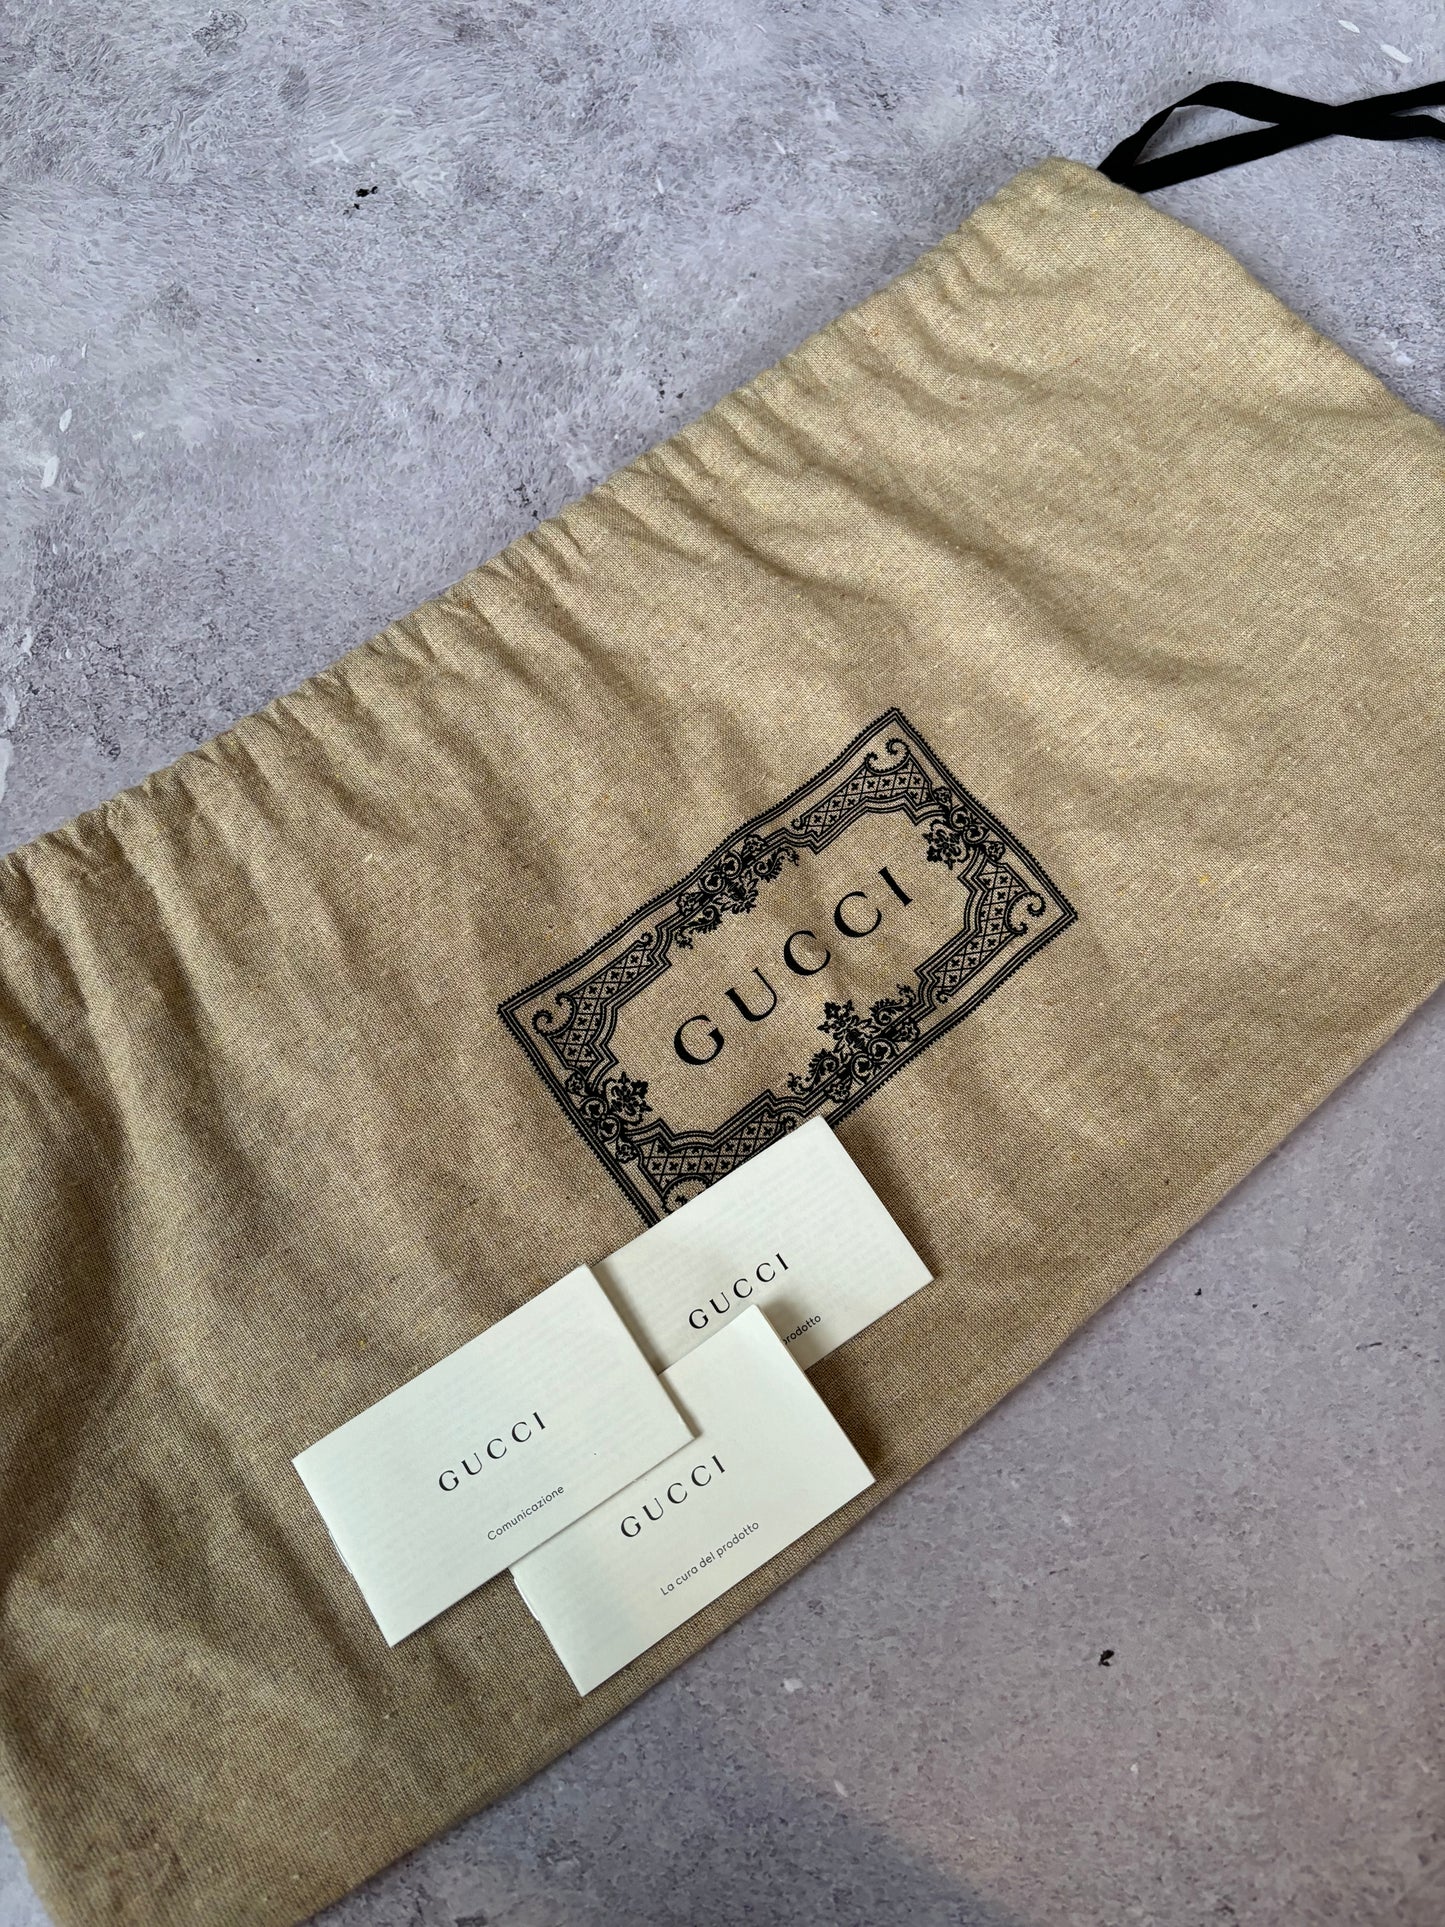 GUCCI
GUCCI
prodotto
GUCCI
Comunicazione
GUCCI
La cura del prodotto